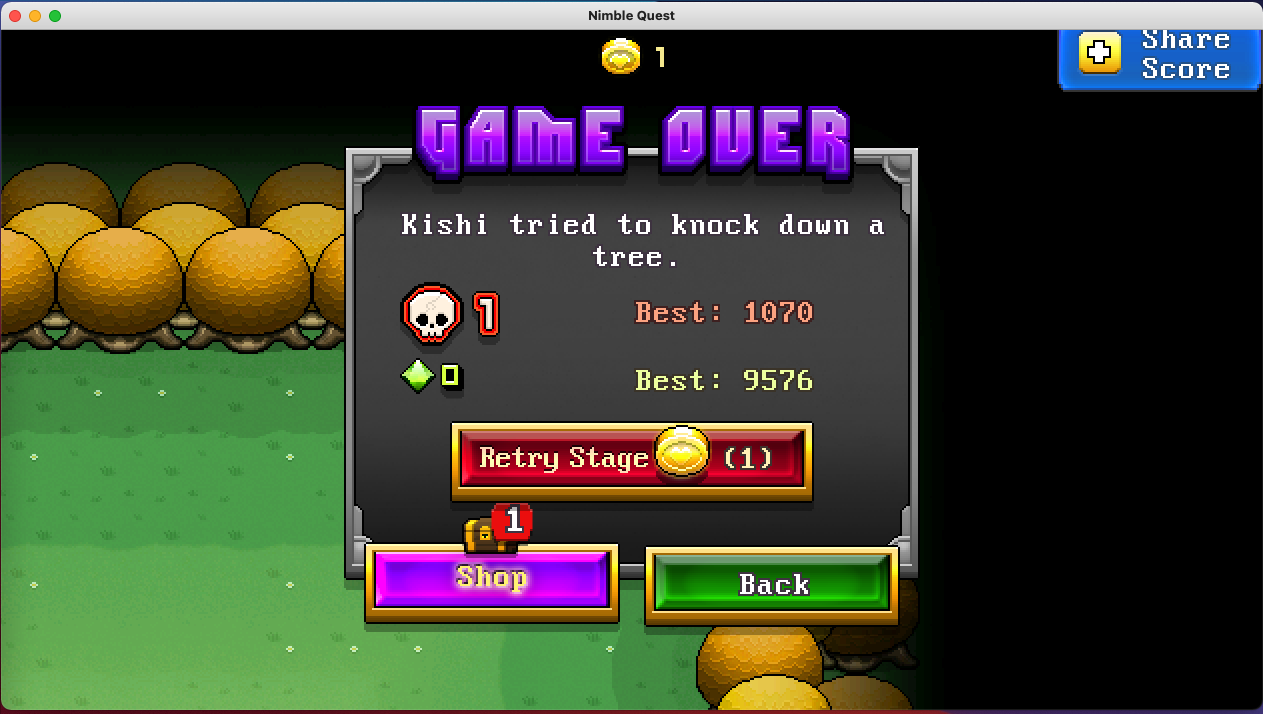 Nimble Quest
1
Share
Score
GAME OVER
Kishi tried to knock down a
tree.
1
Best: 1070
0
Best: 9576
Retry Stage (1)
1
Shop
Back